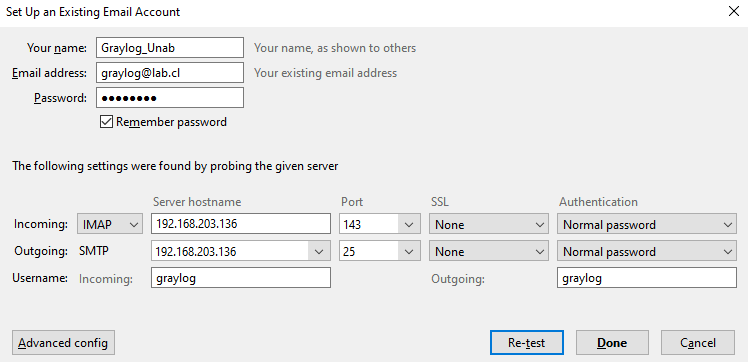 Set Up an Existing Email Account
Your name: Graylog_Unab Your name, as shown to others
Email address: graylog@lab.cl Your existing email address
Password: ●●●●●●●●
Remember password
The following settings were found by probing the given server
Server hostname Port SSL Authentication
Incoming: IMAP 192.168.203.136 143 None Normal password
Outgoing: SMTP 192.168.203.136 25 None Normal password
Username: Incoming: graylog Outgoing: graylog
Advanced config Re-test Done Cancel